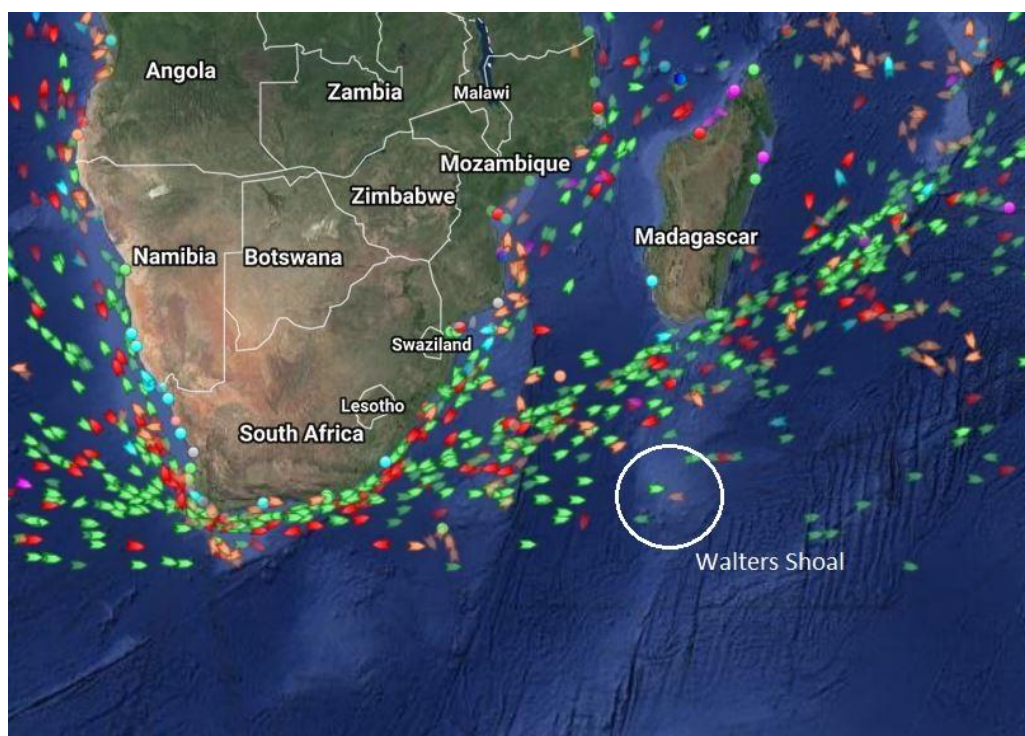 Angola
Zambia
Malawi
Mozambique
Zimbabwe
Namibia
Botswana
Madagascar
Swaziland
Lesotho
South Africa
Walters Shoal